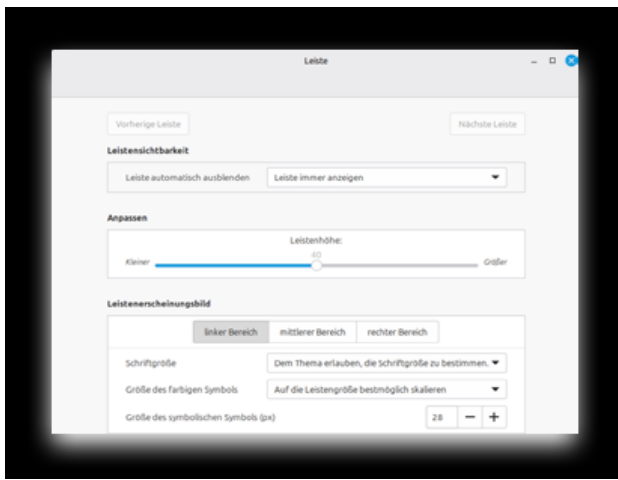 Leiste
Vorherige Leiste
Nächste Leiste
Leistensichtbarkeit
Leiste automatisch ausblenden
Leiste immer anzeigen
Anpassen
Leistenhöhe:
40
Kleiner
Größer
Leistenerscheinungsbild
linker Bereich
mittlerer Bereich
rechter Bereich
Schriftgröße
Dem Thema erlauben, die Schriftgröße zu bestimmen.
Größe des farbigen Symbols
Auf die Leistengröße bestmöglich skalieren
Größe des symbolischen Symbols (px)
28